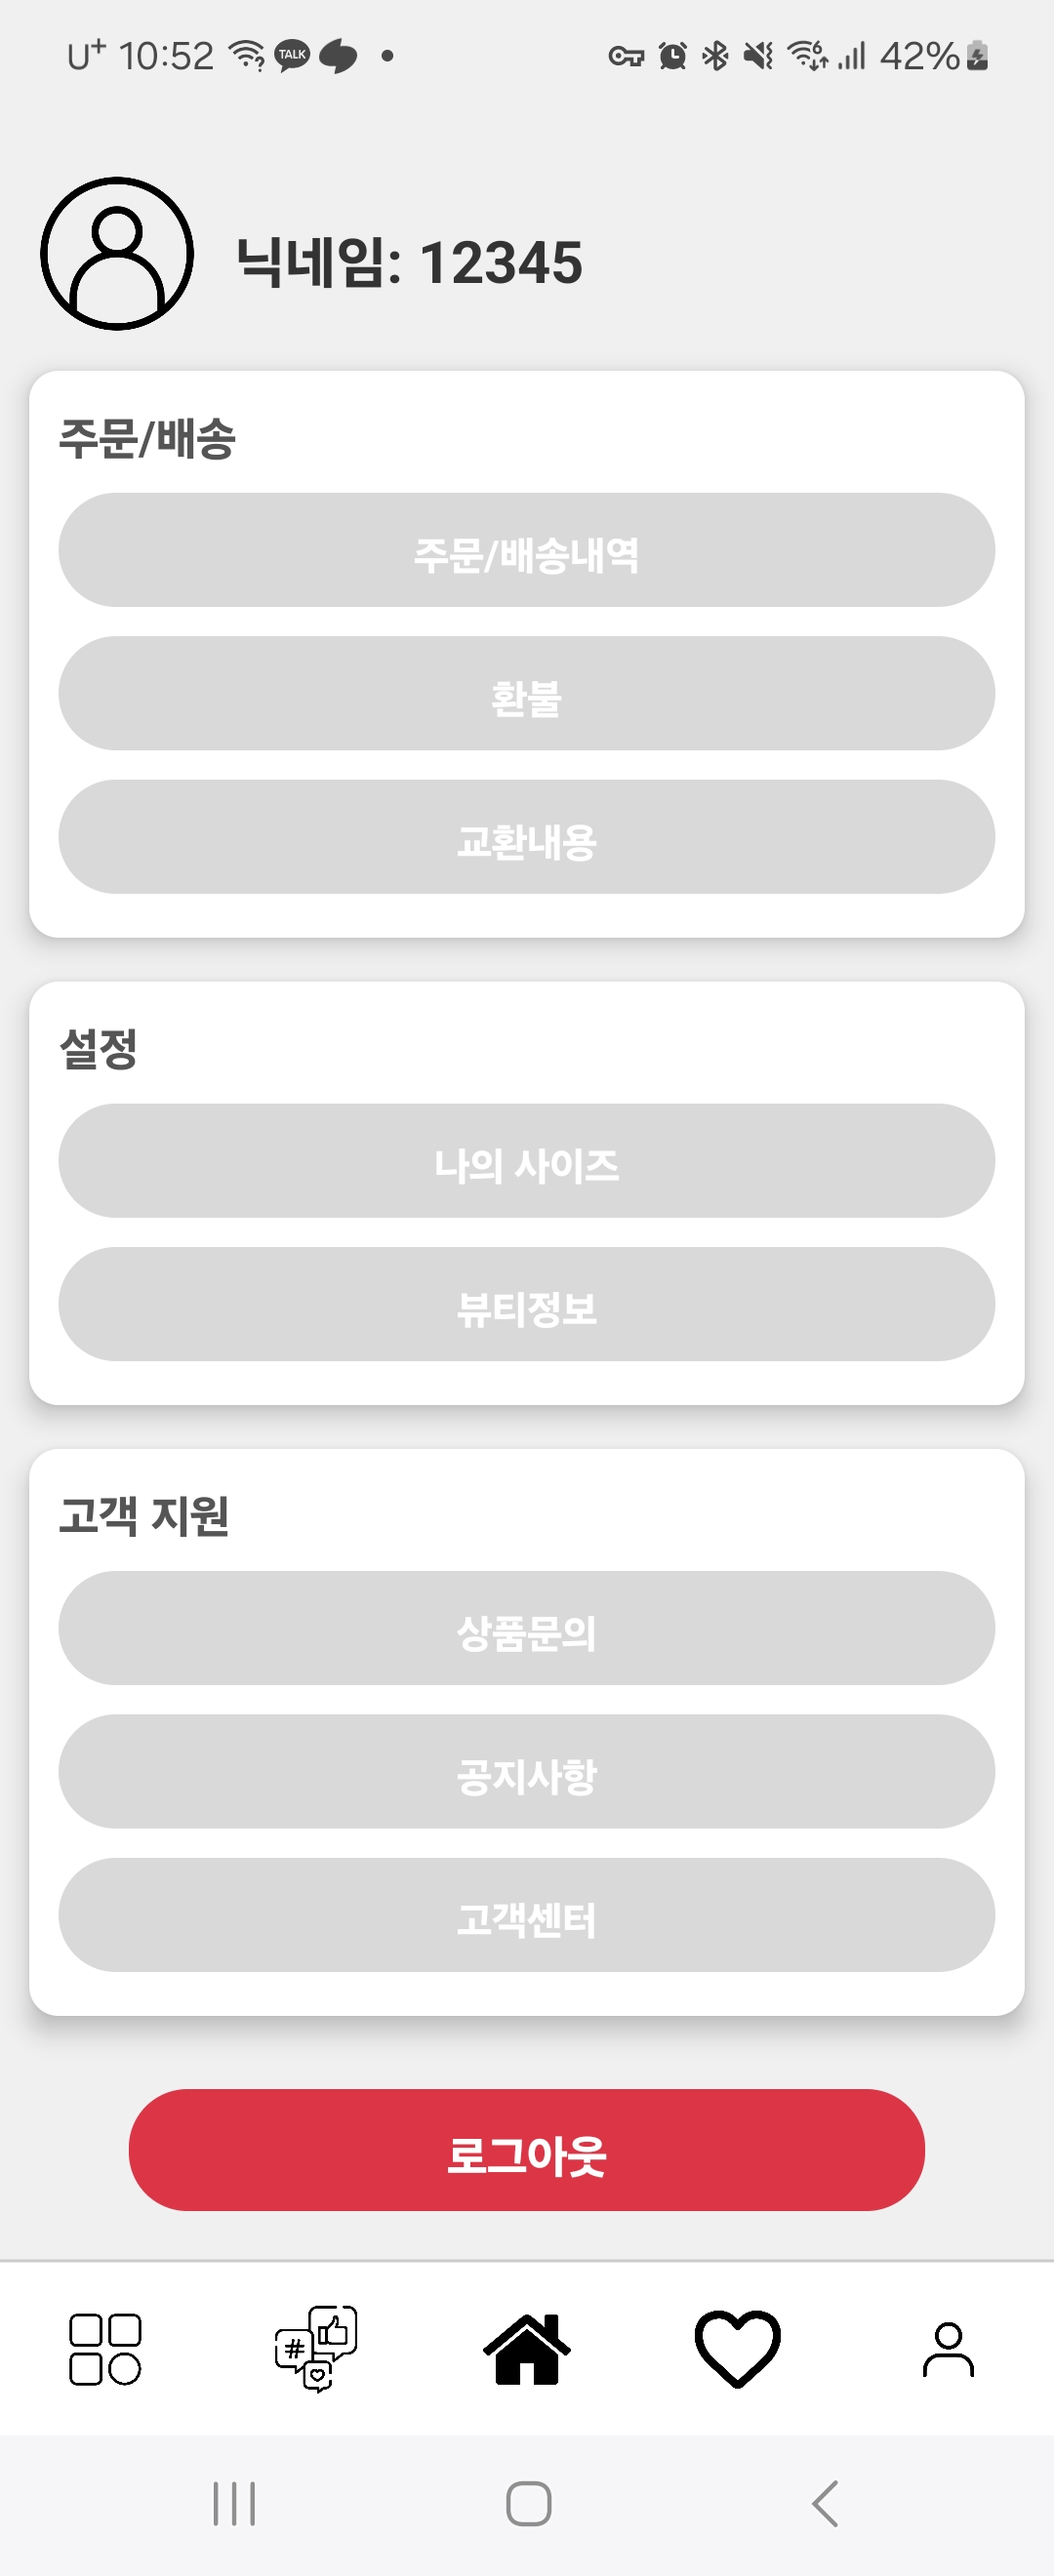 U+ 10:52 TALK 6 42%
닉네임: 12345
주문/배송
주문/배송내역
환불
교환내용
설정
나의 사이즈
뷰티정보
고객 지원
상품문의
공지사항
고객센터
로그아웃
#